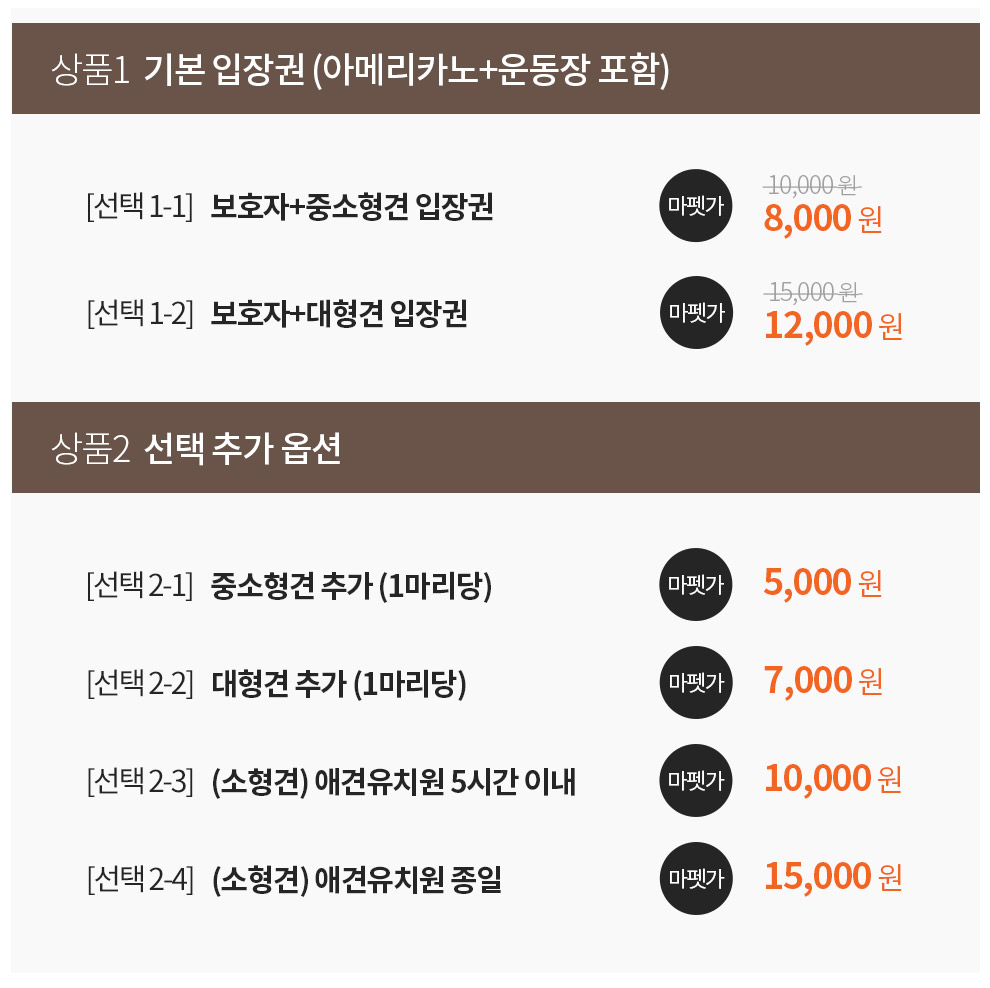 상품1 기본 입장권 (아메리카노+운동장 포함)
[선택 1-1] 보호자+중소형견 입장권 마펫가 10,000 원
8,000 원
[선택 1-2] 보호자+대형견 입장권 마펫가 15,000 원
12,000 원
상품2 선택 추가 옵션
[선택 2-1] 중소형견 추가 (1마리당) 마펫가 5,000 원
[선택 2-2] 대형견 추가 (1마리당) 마펫가 7,000 원
[선택 2-3] (소형견) 애견유치원 5시간 이내 마펫가 10,000 원
[선택 2-4] (소형견) 애견유치원 종일 마펫가 15,000 원